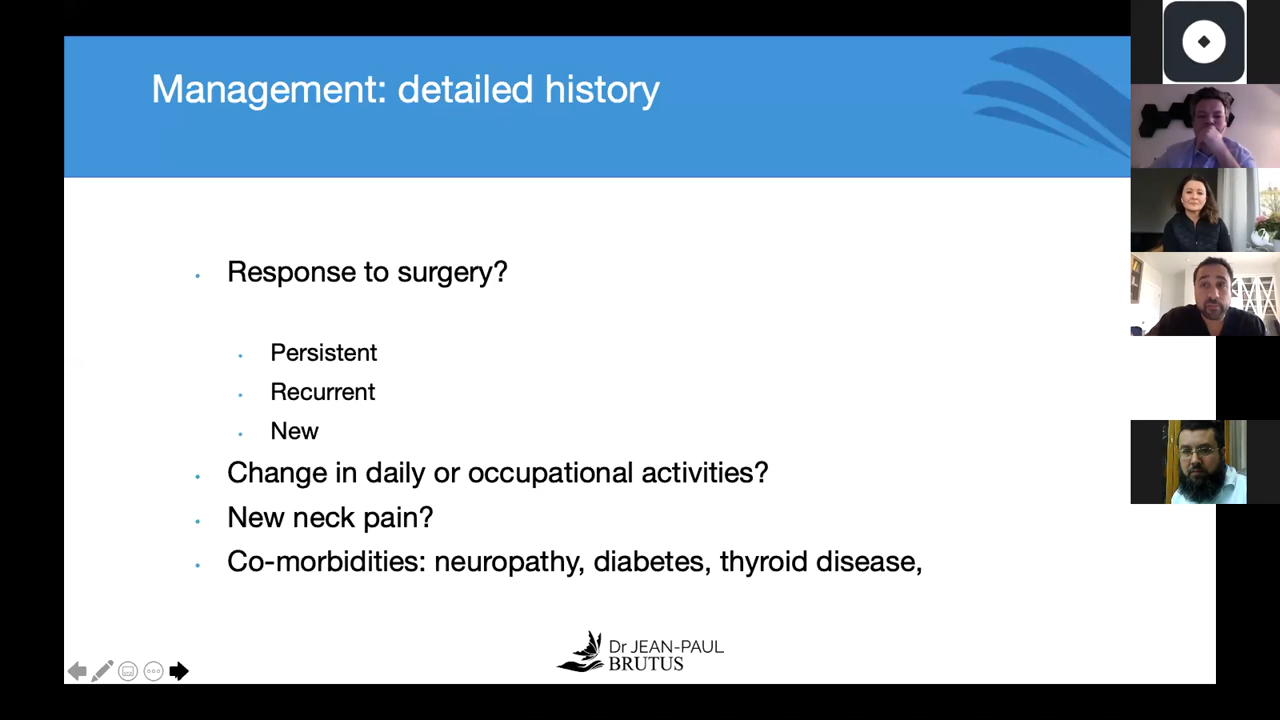 Management: detailed history
Response to surgery?
Persistent
Recurrent
New
Change in daily or occupational activities?
New neck pain?
Co-morbidities: neuropathy, diabetes, thyroid disease,
Dr JEAN-PAUL
BRUTUS